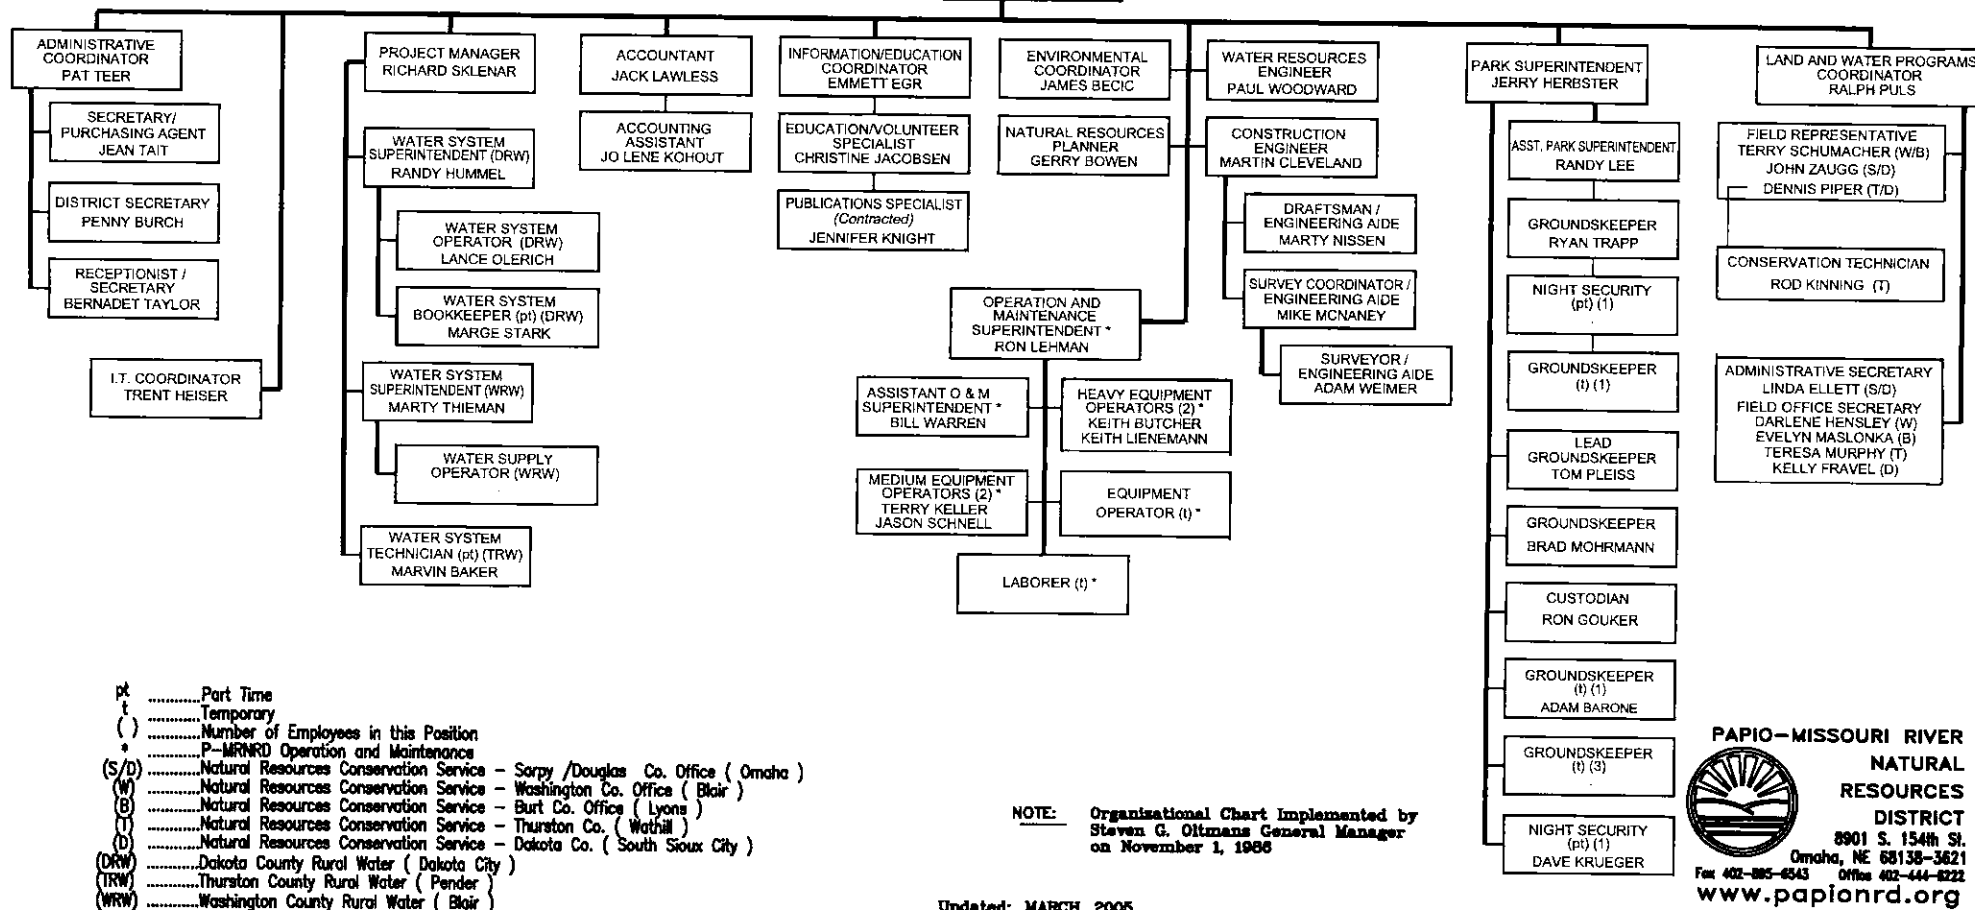 ADMINISTRATIVE
COORDINATOR
PAT TEER
SECRETARY/
PURCHASING AGENT
JEAN TAIT
DISTRICT SECRETARY
PENNY BURCH
RECEPTIONIST /
SECRETARY
BERNADET TAYLOR
I.T. COORDINATOR
TRENT HEISER
PROJECT MANAGER
RICHARD SKLENAR
WATER SYSTEM
SUPERINTENDENT (DRW)
RANDY HUMMEL
WATER SYSTEM
OPERATOR (DRW)
LANCE OLERICH
WATER SYSTEM
BOOKKEEPER (pt) (DRW)
MARGE STARK
WATER SYSTEM
SUPERINTENDENT (WRW)
MARTY THIEMAN
WATER SUPPLY
OPERATOR (WRW)
WATER SYSTEM
TECHNICIAN (pt) (TRW)
MARVIN BAKER
ACCOUNTANT
JACK LAWLESS
ACCOUNTING
ASSISTANT
JO LENE KOHOUT
INFORMATION/EDUCATION
COORDINATOR
EMMETT EGR
EDUCATION/VOLUNTEER
SPECIALIST
CHRISTINE JACOBSEN
PUBLICATIONS SPECIALIST
(Contracted)
JENNIFER KNIGHT
ENVIRONMENTAL
COORDINATOR
JAMES BECIC
NATURAL RESOURCES
PLANNER
GERRY BOWEN
WATER RESOURCES
ENGINEER
PAUL WOODWARD
CONSTRUCTION
ENGINEER
MARTIN CLEVELAND
DRAFTSMAN /
ENGINEERING AIDE
MARTY NISSEN
SURVEY COORDINATOR /
ENGINEERING AIDE
MIKE MCNANEY
SURVEYOR /
ENGINEERING AIDE
ADAM WEIMER
OPERATION AND
MAINTENANCE
SUPERINTENDENT *
RON LEHMAN
ASSISTANT O & M
SUPERINTENDENT *
BILL WARREN
HEAVY EQUIPMENT
OPERATORS (2) *
KEITH BUTCHER
KEITH LIENEMANN
MEDIUM EQUIPMENT
OPERATORS (2) *
TERRY KELLER
JASON SCHNELL
EQUIPMENT
OPERATOR (t) *
LABORER (t) *
PARK SUPERINTENDENT
JERRY HERBSTER
ASST. PARK SUPERINTENDENT
RANDY LEE
GROUNDSKEEPER
RYAN TRAPP
NIGHT SECURITY
(pt) (1)
GROUNDSKEEPER
(t) (1)
LEAD
GROUNDSKEEPER
TOM PLEISS
GROUNDSKEEPER
BRAD MOHRMANN
CUSTODIAN
RON GOUKER
GROUNDSKEEPER
(t) (1)
ADAM BARONE
GROUNDSKEEPER
(t) (3)
NIGHT SECURITY
(pt) (1)
DAVE KRUEGER
LAND AND WATER PROGRAMS
COORDINATOR
RALPH PULS
FIELD REPRESENTATIVE
TERRY SCHUMACHER (W/B)
JOHN ZAUGG (S/D)
DENNIS PIPER (T/D)
CONSERVATION TECHNICIAN
ROD KINNING (T)
ADMINISTRATIVE SECRETARY
LINDA ELLETT (S/D)
FIELD OFFICE SECRETARY
DARLENE HENSLEY (W)
EVELYN MASLONKA (B)
TERESA MURPHY (T)
KELLY FRAVEL (D)
pt ..........Part Time
t ..........Temporary
( ) ..........Number of Employees in this Position
* ..........P-MRNRD Operation and Maintenance
(S/D) ..........Natural Resources Conservation Service - Sarpy /Douglas Co. Office ( Omaha )
(W) ..........Natural Resources Conservation Service - Washington Co. Office ( Blair )
(B) ..........Natural Resources Conservation Service - Burt Co. Office ( Lyons )
(T) ..........Natural Resources Conservation Service - Thurston Co. ( Walthill )
(D) ..........Natural Resources Conservation Service - Dakota Co. ( South Sioux City )
(DRW) ..........Dakota County Rural Water ( Dakota City )
(TRW) ..........Thurston County Rural Water ( Pender )
(WRW) ..........Washington County Rural Water ( Blair )
NOTE: Organizational Chart Implemented by
Steven G. Oltmans General Manager
on November 1, 1986
Updated: MARCH, 2005
PAPIO-MISSOURI RIVER
NATURAL
RESOURCES
DISTRICT
8901 S. 154th St.
Omaha, NE 68138-3621
Fax 402-895-6543 Office 402-444-6222
www.papionrd.org